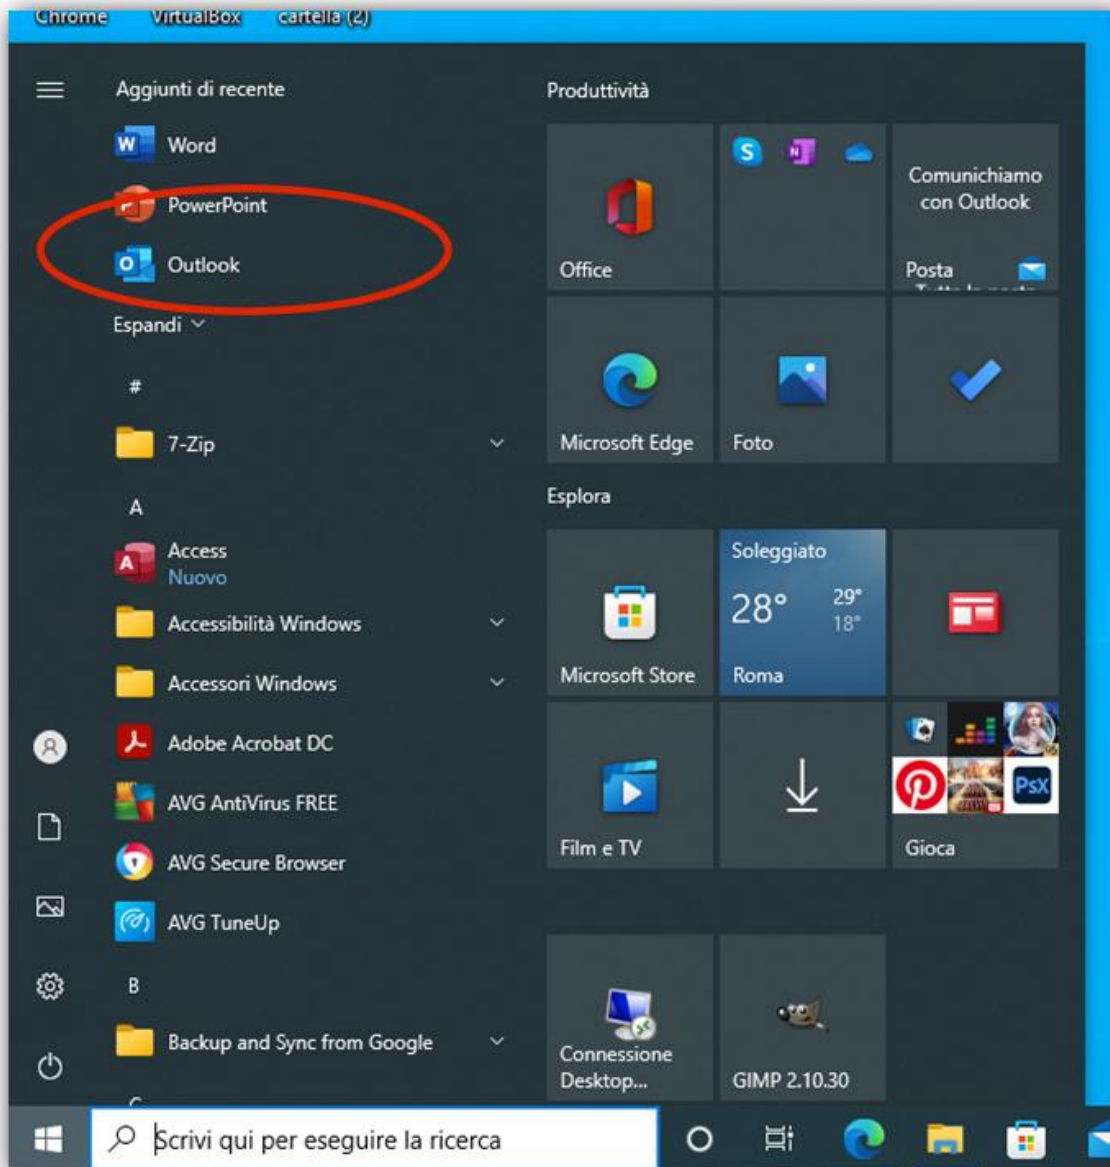 Chrome
VirtualBox
cartella (2)
Aggiunti di recente
Word
PowerPoint
Outlook
Espandi
#
7-Zip
A
Access
Nuovo
Accessibilità Windows
Accessori Windows
Adobe Acrobat DC
AVG AntiVirus FREE
AVG Secure Browser
AVG TuneUp
B
Backup and Sync from Google
Produttività
Office
Comunichiamo
con Outlook
Posta
Microsoft Edge
Foto
Esplora
Microsoft Store
Soleggiato
28°
29°
18°
Roma
Film e TV
PsX
Gioca
Connessione
Desktop...
GIMP 2.10.30
Scrivi qui per eseguire la ricerca